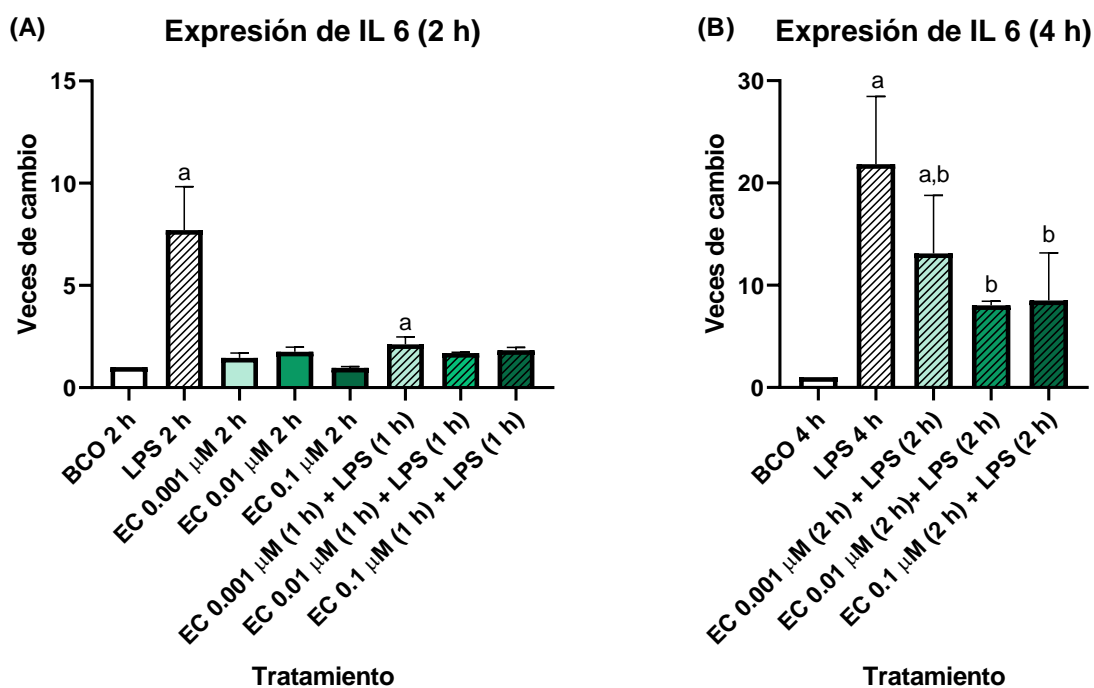 (A) Expresión de IL 6 (2 h)
Veces de cambio
15
10
5
0
a
a
BCO 2 h
LPS 2 h
EC 0.001 μM 2 h
EC 0.01 μM 2 h
EC 0.1 μM 2 h
EC 0.001 μM (1 h) + LPS (1 h)
EC 0.01 μM (1 h) + LPS (1 h)
EC 0.1 μM (1 h) + LPS (1 h)
Tratamiento
(B) Expresión de IL 6 (4 h)
Veces de cambio
30
20
10
0
a
a,b
b
b
BCO 4 h
LPS 4 h
EC 0.001 μM (2 h) + LPS (2 h)
EC 0.01 μM (2 h)+ LPS (2 h)
EC 0.1 μM (2 h) + LPS (2 h)
Tratamiento